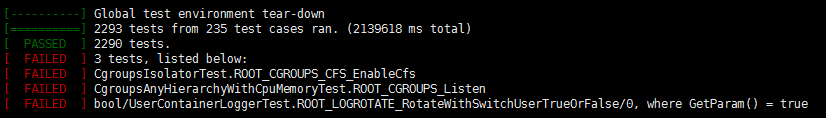 [----------] Global test environment tear-down
[==========] 2293 tests from 235 test cases ran. (2139618 ms total)
[  PASSED  ] 2290 tests.
[  FAILED  ] 3 tests, listed below:
[  FAILED  ] CgroupsIsolatorTest.ROOT_CGROUPS_CFS_EnableCfs
[  FAILED  ] CgroupsAnyHierarchyWithCpuMemoryTest.ROOT_CGROUPS_Listen
[  FAILED  ] bool/UserContainerLoggerTest.ROOT_LOGROTATE_RotateWithSwitchUserTrueOrFalse/0, where GetParam() = true